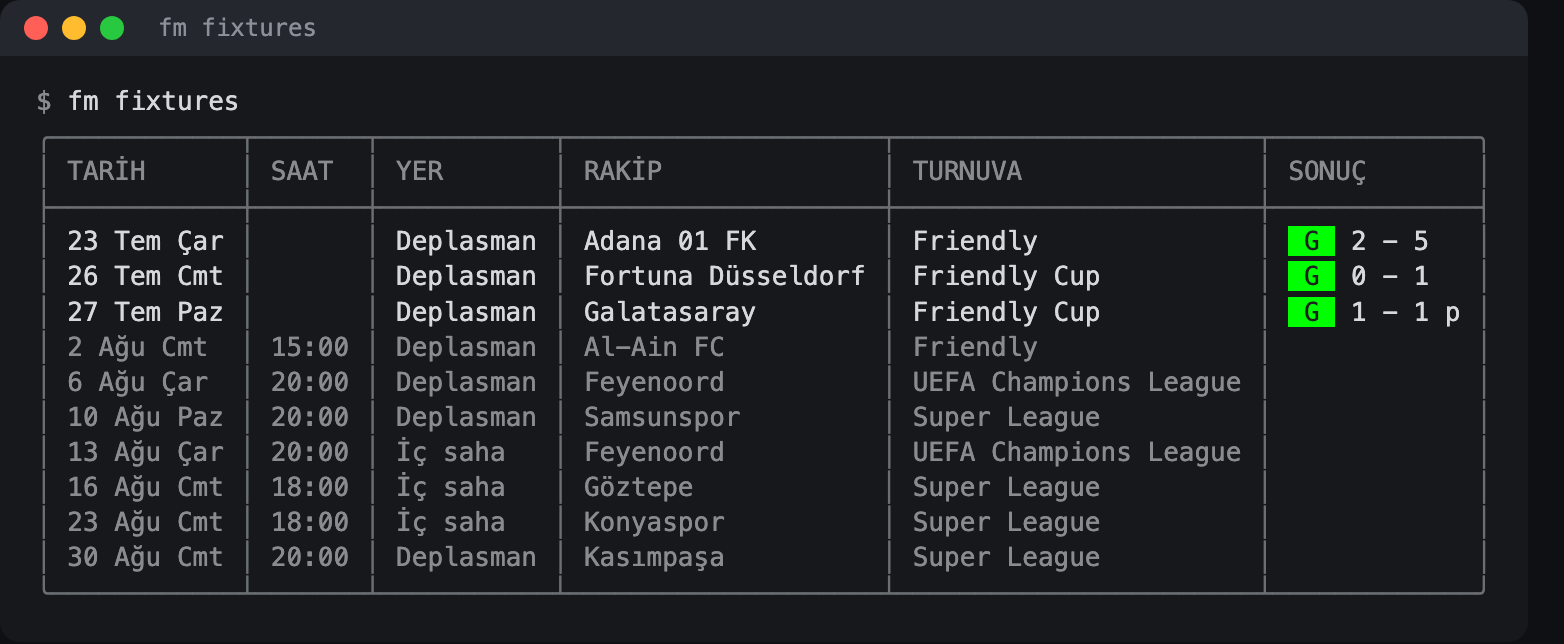 fm fixtures
$ fm fixtures
TARİH SAAT YER RAKİP TURNUVA SONUÇ
23 Tem Çar Deplasman Adana 01 FK Friendly G 2 – 5
26 Tem Cmt Deplasman Fortuna Düsseldorf Friendly Cup G 0 – 1
27 Tem Paz Deplasman Galatasaray Friendly Cup G 1 – 1 p
2 Ağu Cmt 15:00 Deplasman Al-Ain FC Friendly
6 Ağu Çar 20:00 Deplasman Feyenoord UEFA Champions League
10 Ağu Paz 20:00 Deplasman Samsunspor Super League
13 Ağu Çar 20:00 İç saha Feyenoord UEFA Champions League
16 Ağu Cmt 18:00 İç saha Göztepe Super League
23 Ağu Cmt 18:00 İç saha Konyaspor Super League
30 Ağu Cmt 20:00 Deplasman Kasımpaşa Super League